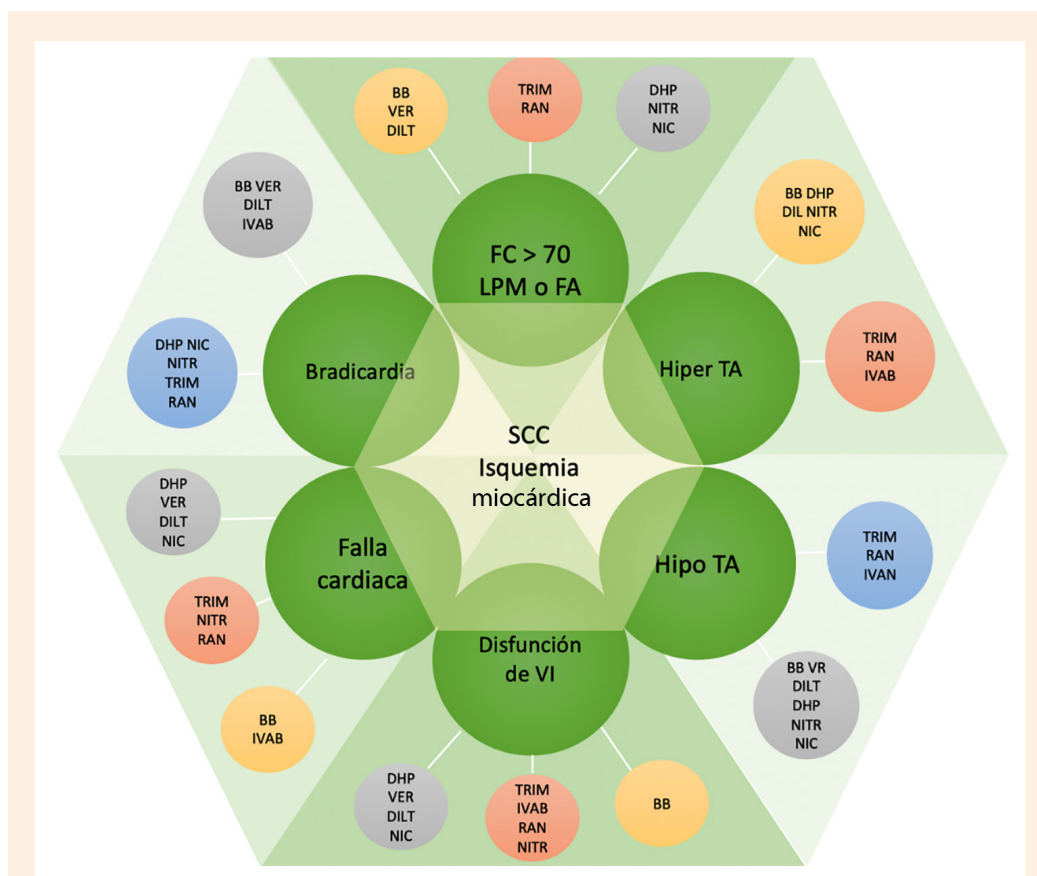 BB
VER
DILT
TRIM
RAN
DHP
NITR
NIC
FC > 70
LPM o FA
BB DHP
DIL NITR
NIC
TRIM
RAN
IVAB
Hiper TA
TRIM
RAN
IVAN
BB VR
DILT
DHP
NITR
NIC
Hipo TA
BB
TRIM
IVAB
RAN
NITR
DHP
VER
DILT
NIC
Disfunción
de VI
BB
IVAB
TRIM
NITR
RAN
DHP
VER
DILT
NIC
Falla
cardiaca
DHP NIC
NITR
TRIM
RAN
BB VER
DILT
IVAB
Bradicardia
SCC
Isquemia
miocárdica